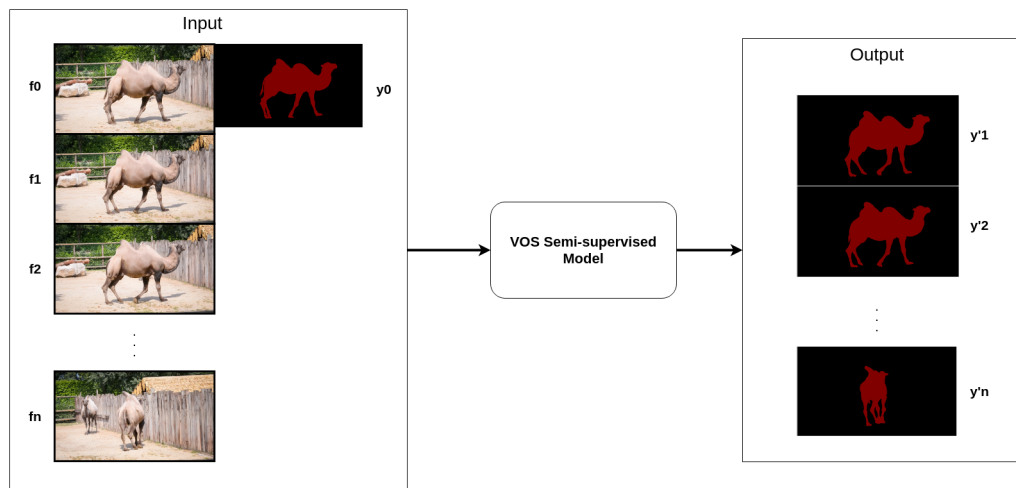 Input
f0
y0
f1
f2
fn
VOS Semi-supervised
Model
Output
y'1
y'2
y'n